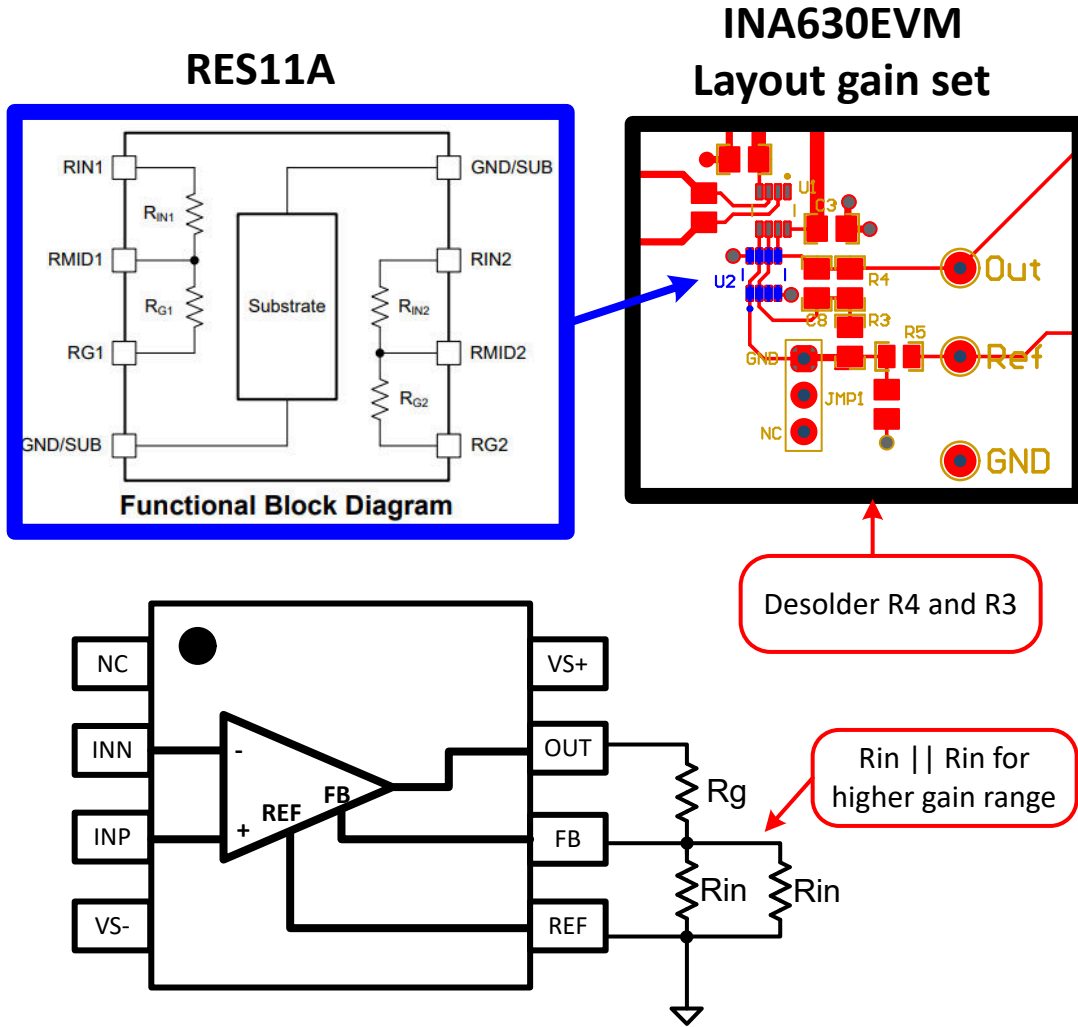 RES11A
RIN1
RIN1
RMID1
RG1
RG1
GND/SUB
Substrate
GND/SUB
RIN2
RIN2
RMID2
RG2
RG2
Functional Block Diagram
INA630EVM
Layout gain set
U1
C3
U2
R4
C8
R3
R5
GND
JMP1
NC
Out
Ref
GND
Desolder R4 and R3
NC
INN
INP
VS-
-
+
REF
FB
VS+
OUT
FB
REF
Rg
Rin
Rin
Rin || Rin for
higher gain range